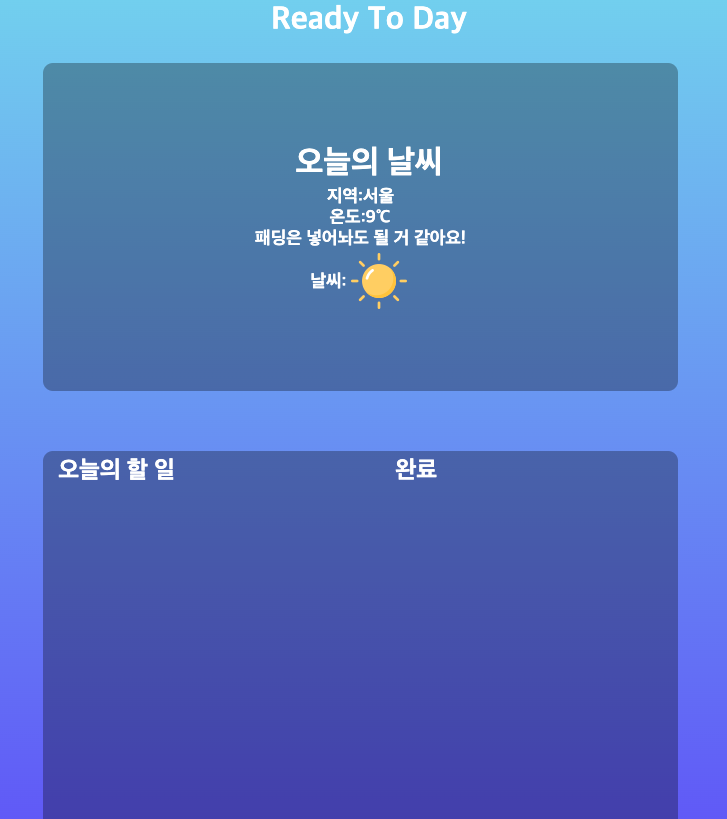 Ready To Day
오늘의 날씨
지역:서울
온도:9℃
패딩은 넣어놔도 될 거 같아요!
날씨:
오늘의 할 일
완료